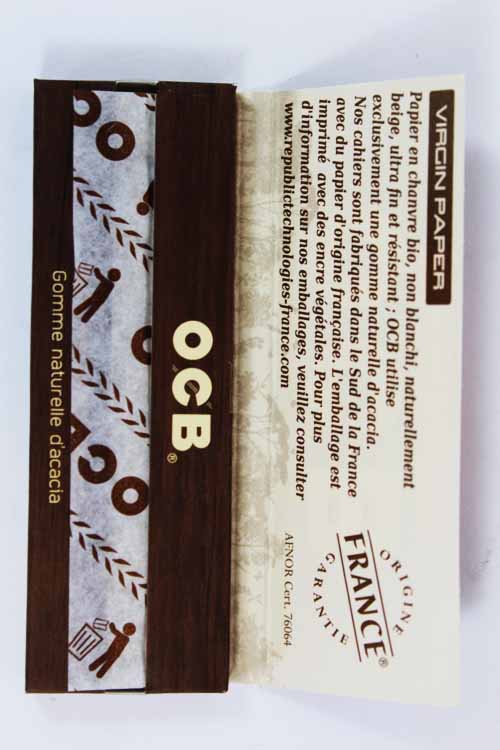 VIRGIN PAPER
Papier en chanvre bio, non blanchi, naturellement
beige, ultra fin et résistant ; OCB utilise
exclusivement une gomme naturelle d'acacia.
Nos cahiers sont fabriqués dans le Sud de la France
avec du papier d'origine française. L'emballage est
imprimé avec des encre végétales. Pour plus
d'information sur nos emballages, veuillez consulter
www.republictechnologies-france.com
ORIGINE
FRANCE®
GARANTIE
AFNOR Cert. 76064
OCB®
Gomme naturelle d'acacia